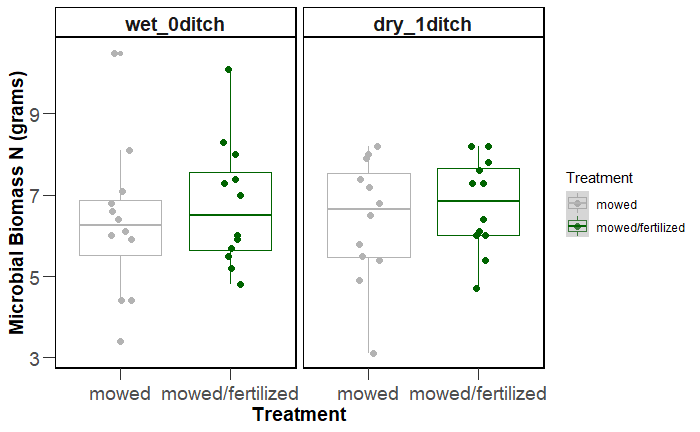 wet_0ditch
dry_1ditch
Microbial Biomass N (grams)
9
7
5
3
mowed
mowed/fertilized
mowed
mowed/fertilized
Treatment
Treatment
mowed
mowed/fertilized